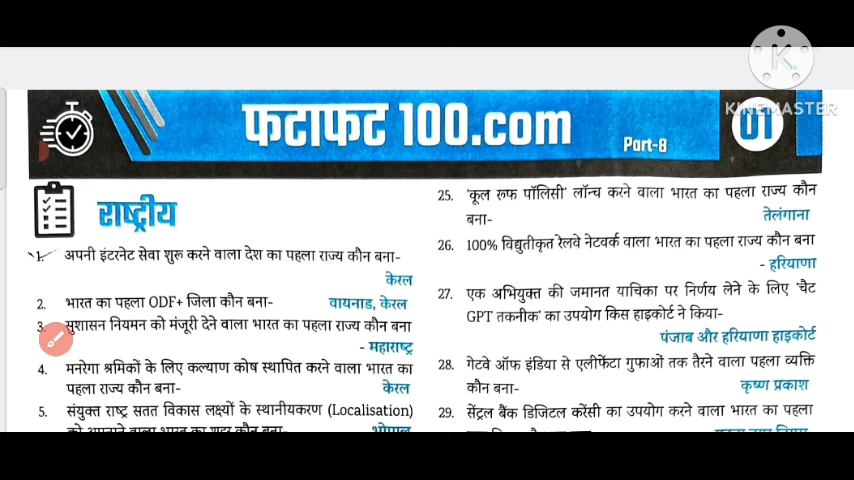 फटाफट 100.com
Part-8
01
KINEMASTER
राष्ट्रीय
1. अपनी इंटरनेट सेवा शुरू करने वाला देश का पहला राज्य कौन बना-
केरल
2. भारत का पहला ODF+ जिला कौन बना- वायनाड, केरल
3. सुशासन नियमन को मंजूरी देने वाला भारत का पहला राज्य कौन बना
- महाराष्ट्र
4. मनरेगा श्रमिकों के लिए कल्याण कोष स्थापित करने वाला भारत का
पहला राज्य कौन बना- केरल
5. संयुक्त राष्ट्र सतत विकास लक्ष्यों के स्थानीयकरण (Localisation)
को अपनाने वाला भारत का शहर कौन बना- भोपाल
25. 'कूल रुफ पॉलिसी' लॉन्च करने वाला भारत का पहला राज्य कौन
बना- तेलंगाना
26. 100% विद्युतीकृत रेलवे नेटवर्क वाला भारत का पहला राज्य कौन बना
- हरियाणा
27. एक अभियुक्त की जमानत याचिका पर निर्णय लेने के लिए 'चैट
GPT तकनीक' का उपयोग किस हाइकोर्ट ने किया-
पंजाब और हरियाणा हाइकोर्ट
28. गेटवे ऑफ इंडिया से एलीफेंटा गुफाओं तक तैरने वाला पहला व्यक्ति
कौन बना- कृष्ण प्रकाश
29. सेंट्रल बैंक डिजिटल करेंसी का उपयोग करने वाला भारत का पहला